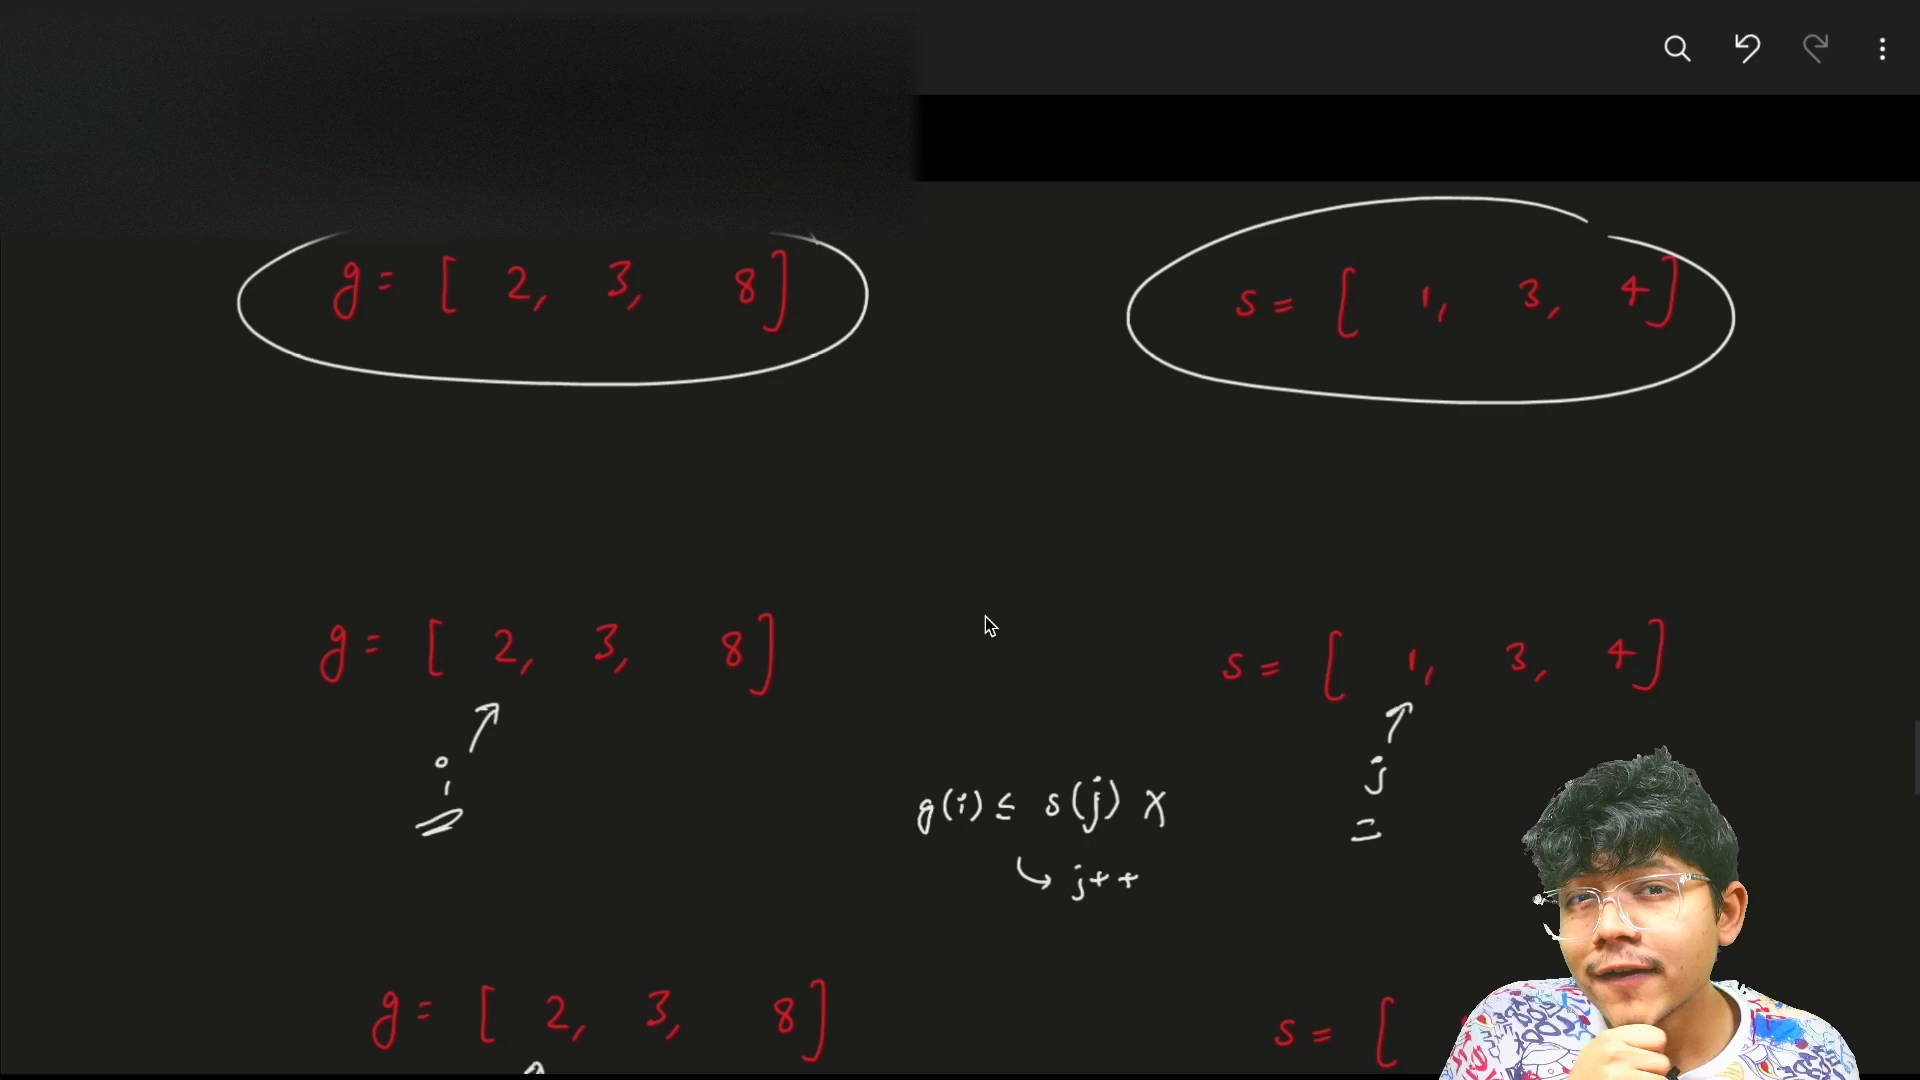 g = [ 2, 3, 8]
s = [ 1, 3, 4]
g = [ 2, 3, 8]
s = [ 1, 3, 4]
i
j
g(i) ≤ s(j) X
↳ j++
g = [ 2, 3, 8]
s = [